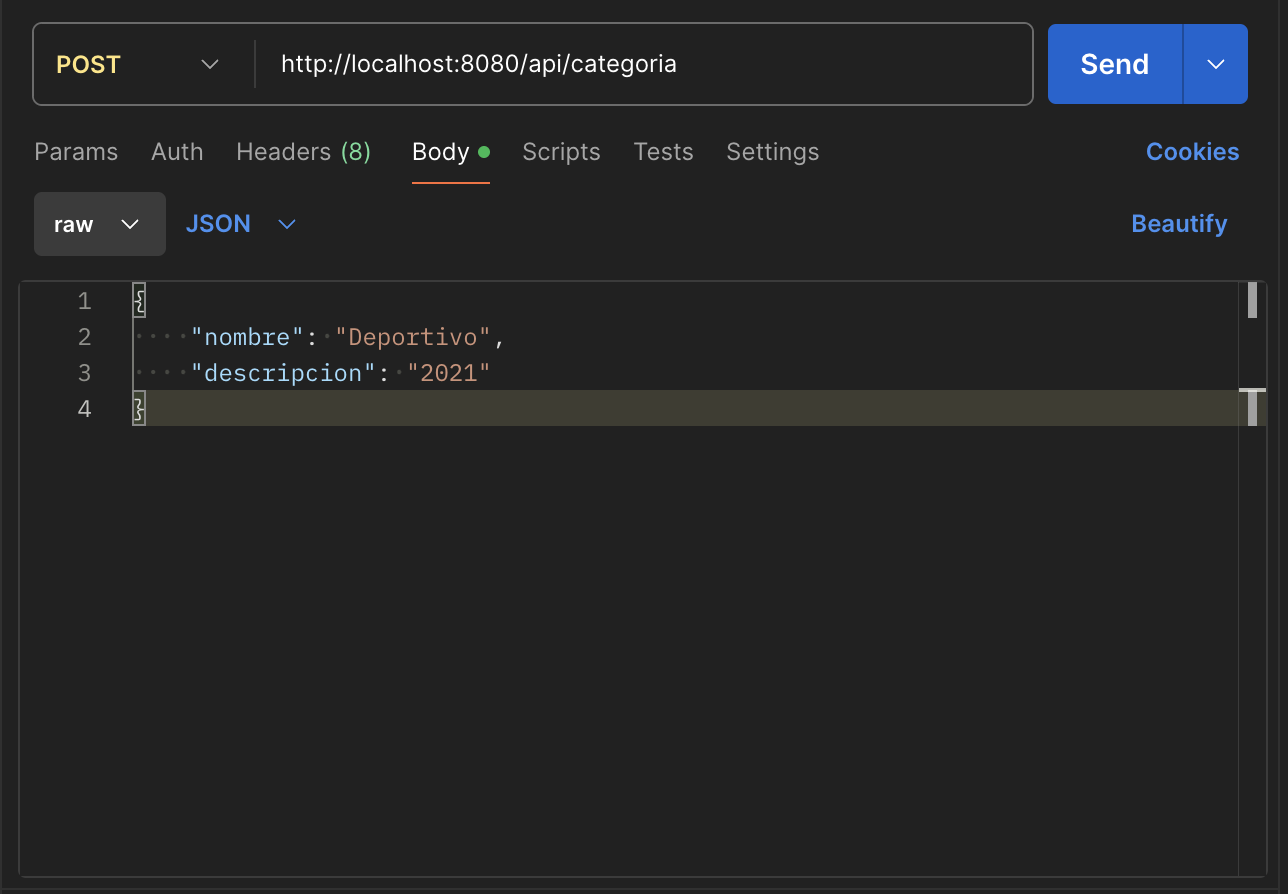 POST http://localhost:8080/api/categoria Send
Params Auth Headers (8) Body Scripts Tests Settings Cookies
raw JSON Beautify
1 {
2 "nombre": "Deportivo",
3 "descripcion": "2021"
4 }